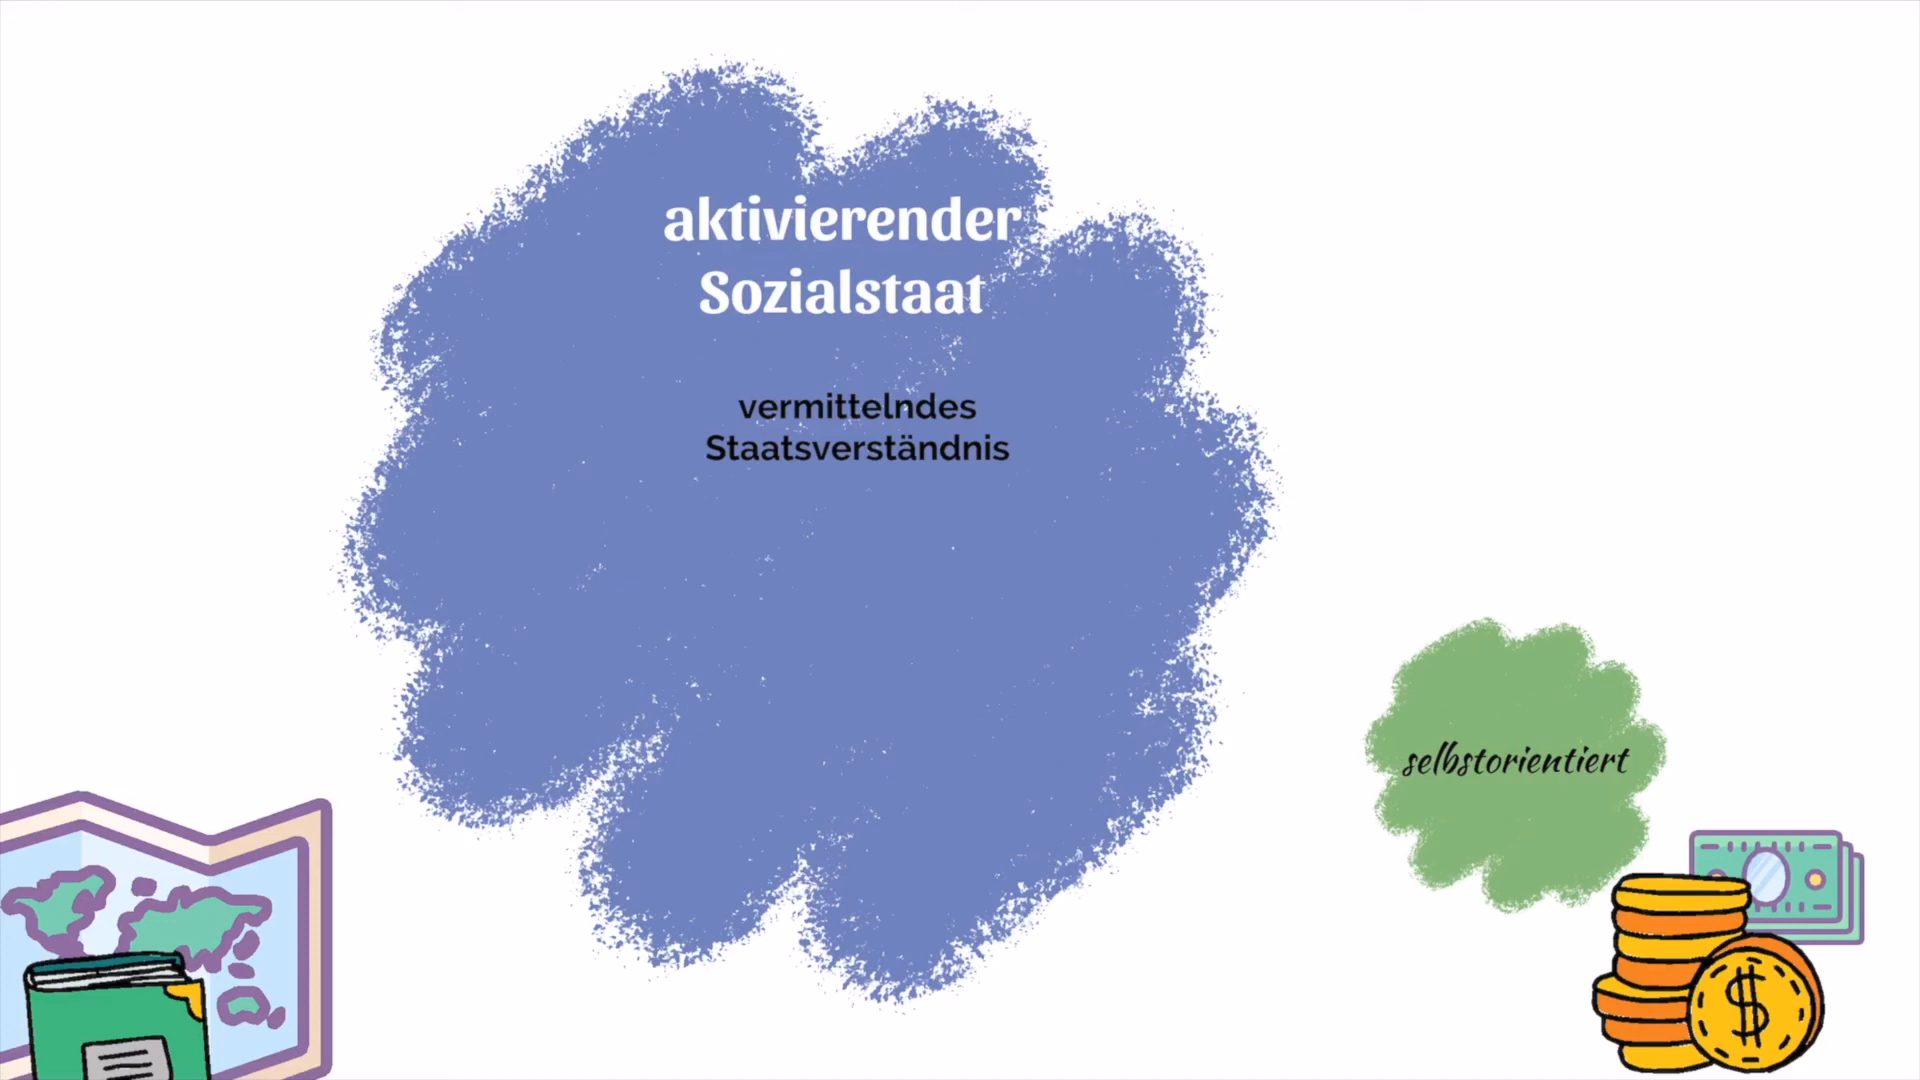 aktivierender
Sozialstaat
vermittelndes
Staatsverständnis
selbstorientiert
$